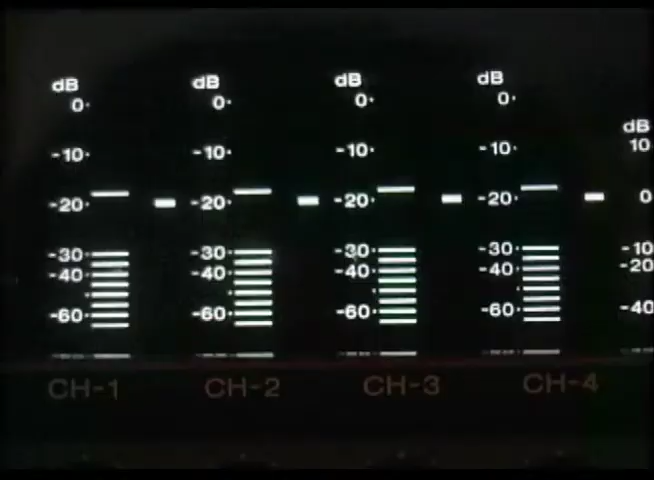 dB dB dB dB
0 0 0 0 dB
-10 -10 -10 -10 10
-20 -20 -20 -20 0
-30 -30 -30 -30 -10
-40 -40 -40 -40 -20
-60 -60 -60 -60 -40
CH-1 CH-2 CH-3 CH-4